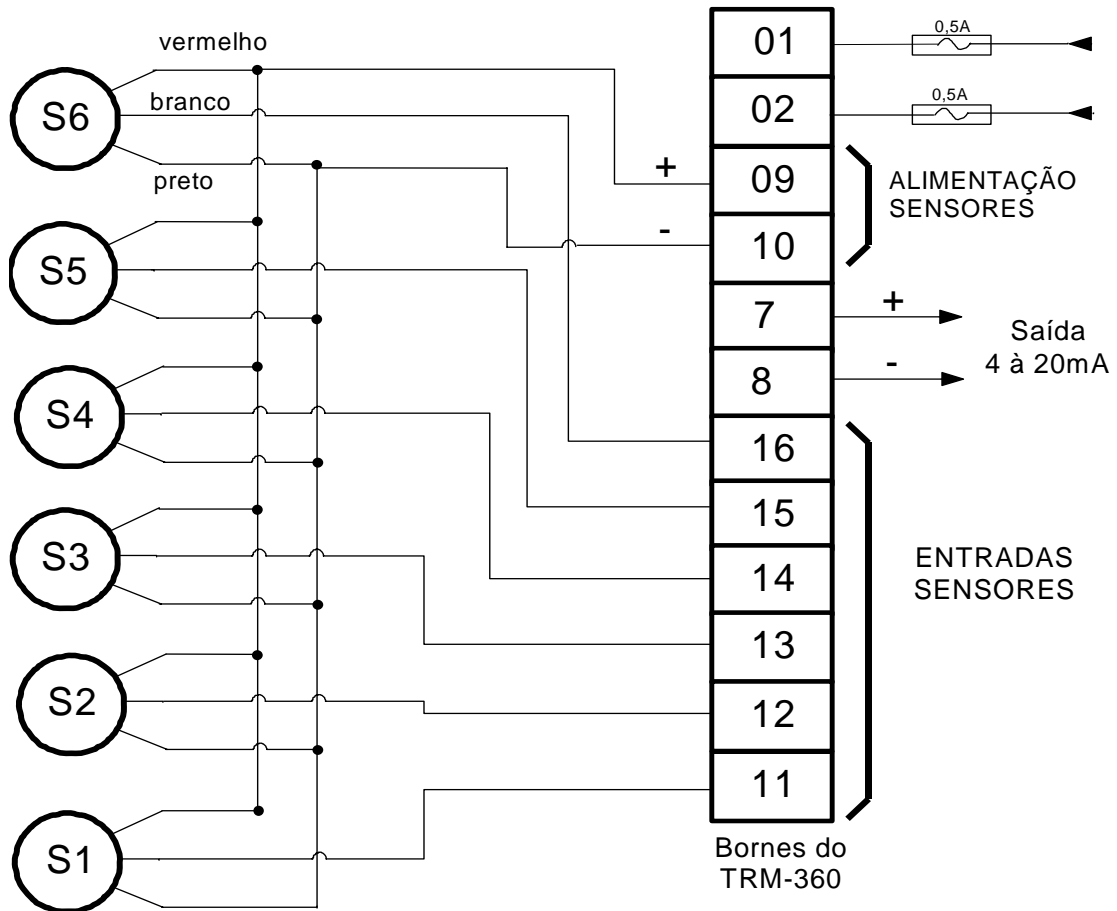 vermelho
S6
branco
preto
S5
S4
S3
S2
S1
01
0,5A
02
0,5A
+
09
-
10
ALIMENTAÇÃO
SENSORES
7
+
8
-
Saída
4 à 20mA
16
15
14
13
12
11
ENTRADAS
SENSORES
Bornes do
TRM-360